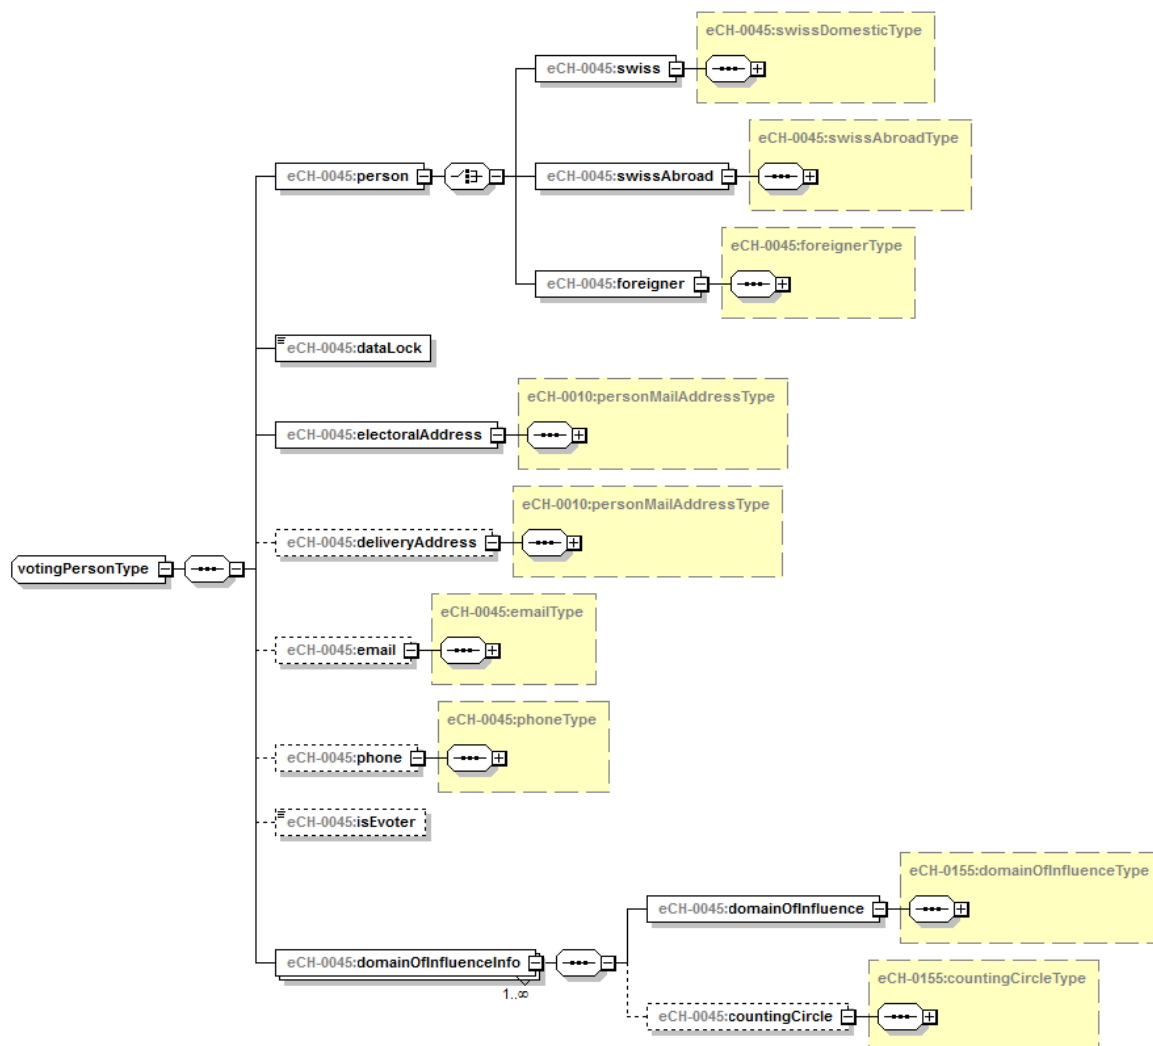 eCH-0045:swissDomesticType
eCH-0045:swiss
eCH-0045:swissAbroadType
eCH-0045:person
eCH-0045:swissAbroad
eCH-0045:foreignerType
eCH-0045:foreigner
eCH-0045:dataLock
eCH-0010:personMailAddressType
eCH-0045:electoralAddress
eCH-0010:personMailAddressType
eCH-0045:deliveryAddress
votingPersonType
eCH-0045:emailType
eCH-0045:email
eCH-0045:phoneType
eCH-0045:phone
eCH-0045:isEvoter
eCH-0155:domainOfInfluenceType
eCH-0045:domainOfInfluence
eCH-0045:domainOfInfluenceInfo
1..∞
eCH-0155:countingCircleType
eCH-0045:countingCircle